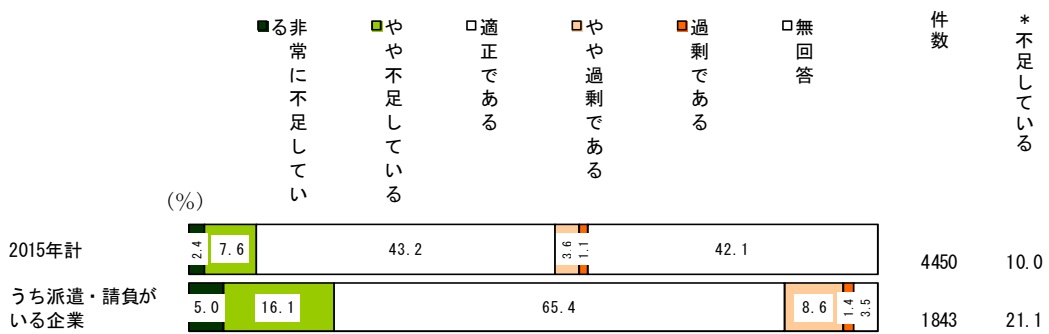 ■非常に不足している
■やや不足している
□適正である
■やや過剰である
■過剰である
□無回答
件数
*不足している
(%)
2015年計
2.4 7.6 43.2 3.6 1.1 42.1 4450 10.0
うち派遣・請負が
いる企業
5.0 16.1 65.4 8.6 1.4 3.5 1843 21.1